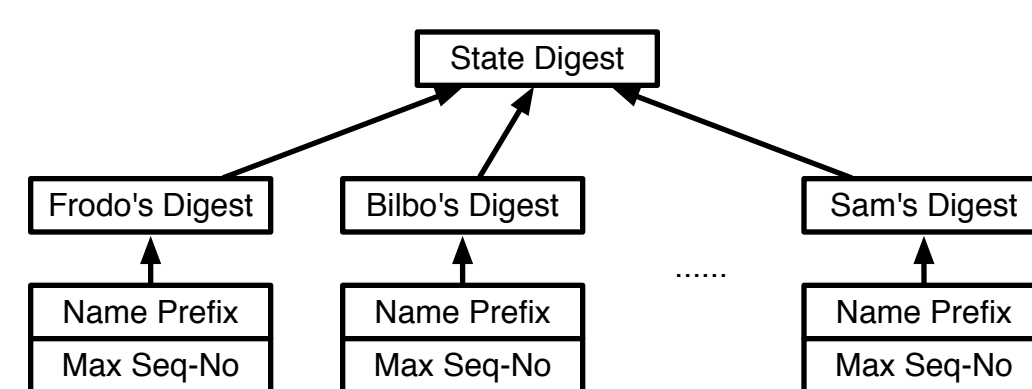 State Digest
Frodo's Digest Bilbo's Digest Sam's Digest
......
Name Prefix Name Prefix Name Prefix
Max Seq-No Max Seq-No Max Seq-No